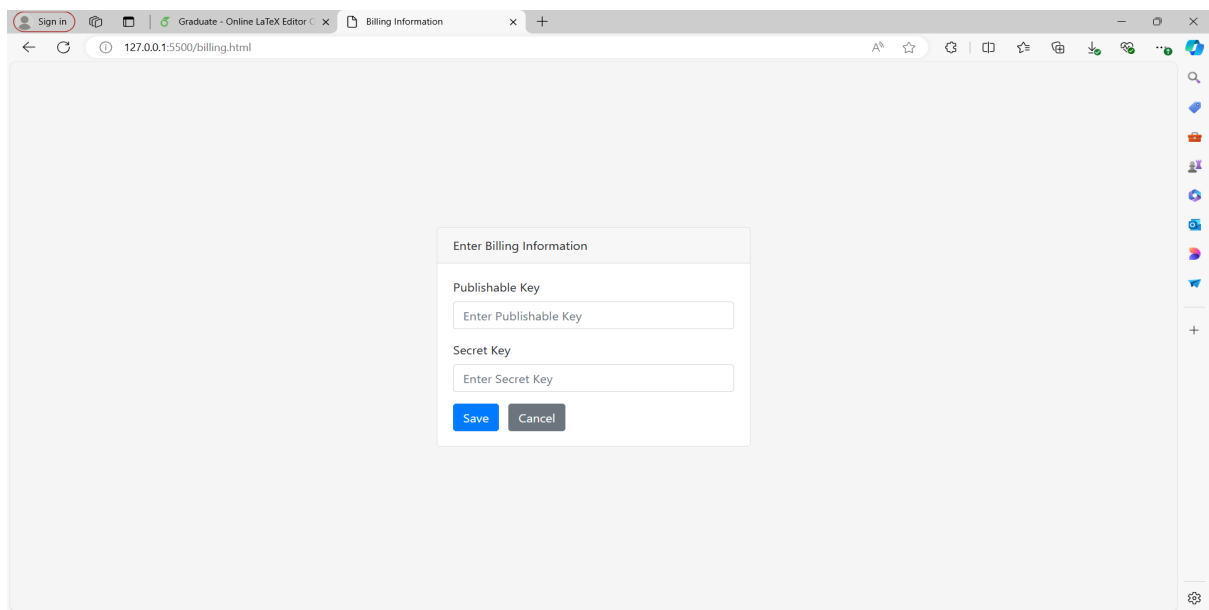 Sign in
Graduate - Online LaTeX Editor
Billing Information
127.0.0.1:5500/billing.html
Enter Billing Information
Publishable Key
Enter Publishable Key
Secret Key
Enter Secret Key
Save Cancel